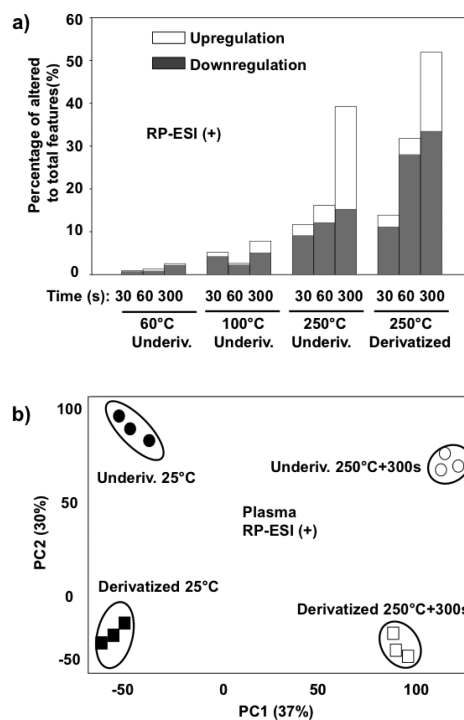 a)
60
50
40
30
20
10
0
Percentage of altered
to total features(%)
Upregulation
Downregulation
RP-ESI (+)
Time (s): 30 60 300 30 60 300 30 60 300 30 60 300
60°C 100°C 250°C 250°C
Underiv. Underiv. Underiv. Derivatized
b)
100
50
0
-50
PC2 (30%)
Underiv. 25°C
Underiv. 250°C+300s
Plasma
RP-ESI (+)
Derivatized 25°C
Derivatized 250°C+300s
-50 0 50 100
PC1 (37%)